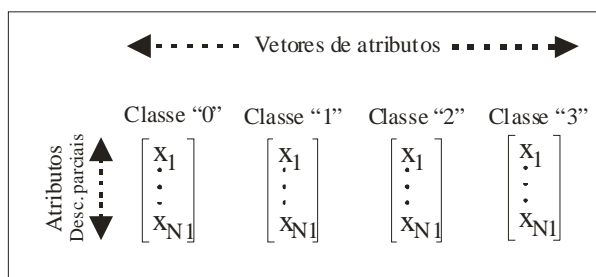 Vetores de atributos
Classe “0” Classe “1” Classe “2” Classe “3”
Atributos
Desc. parciais
x1 x1 x1 x1
xN1 xN1 xN1 xN1